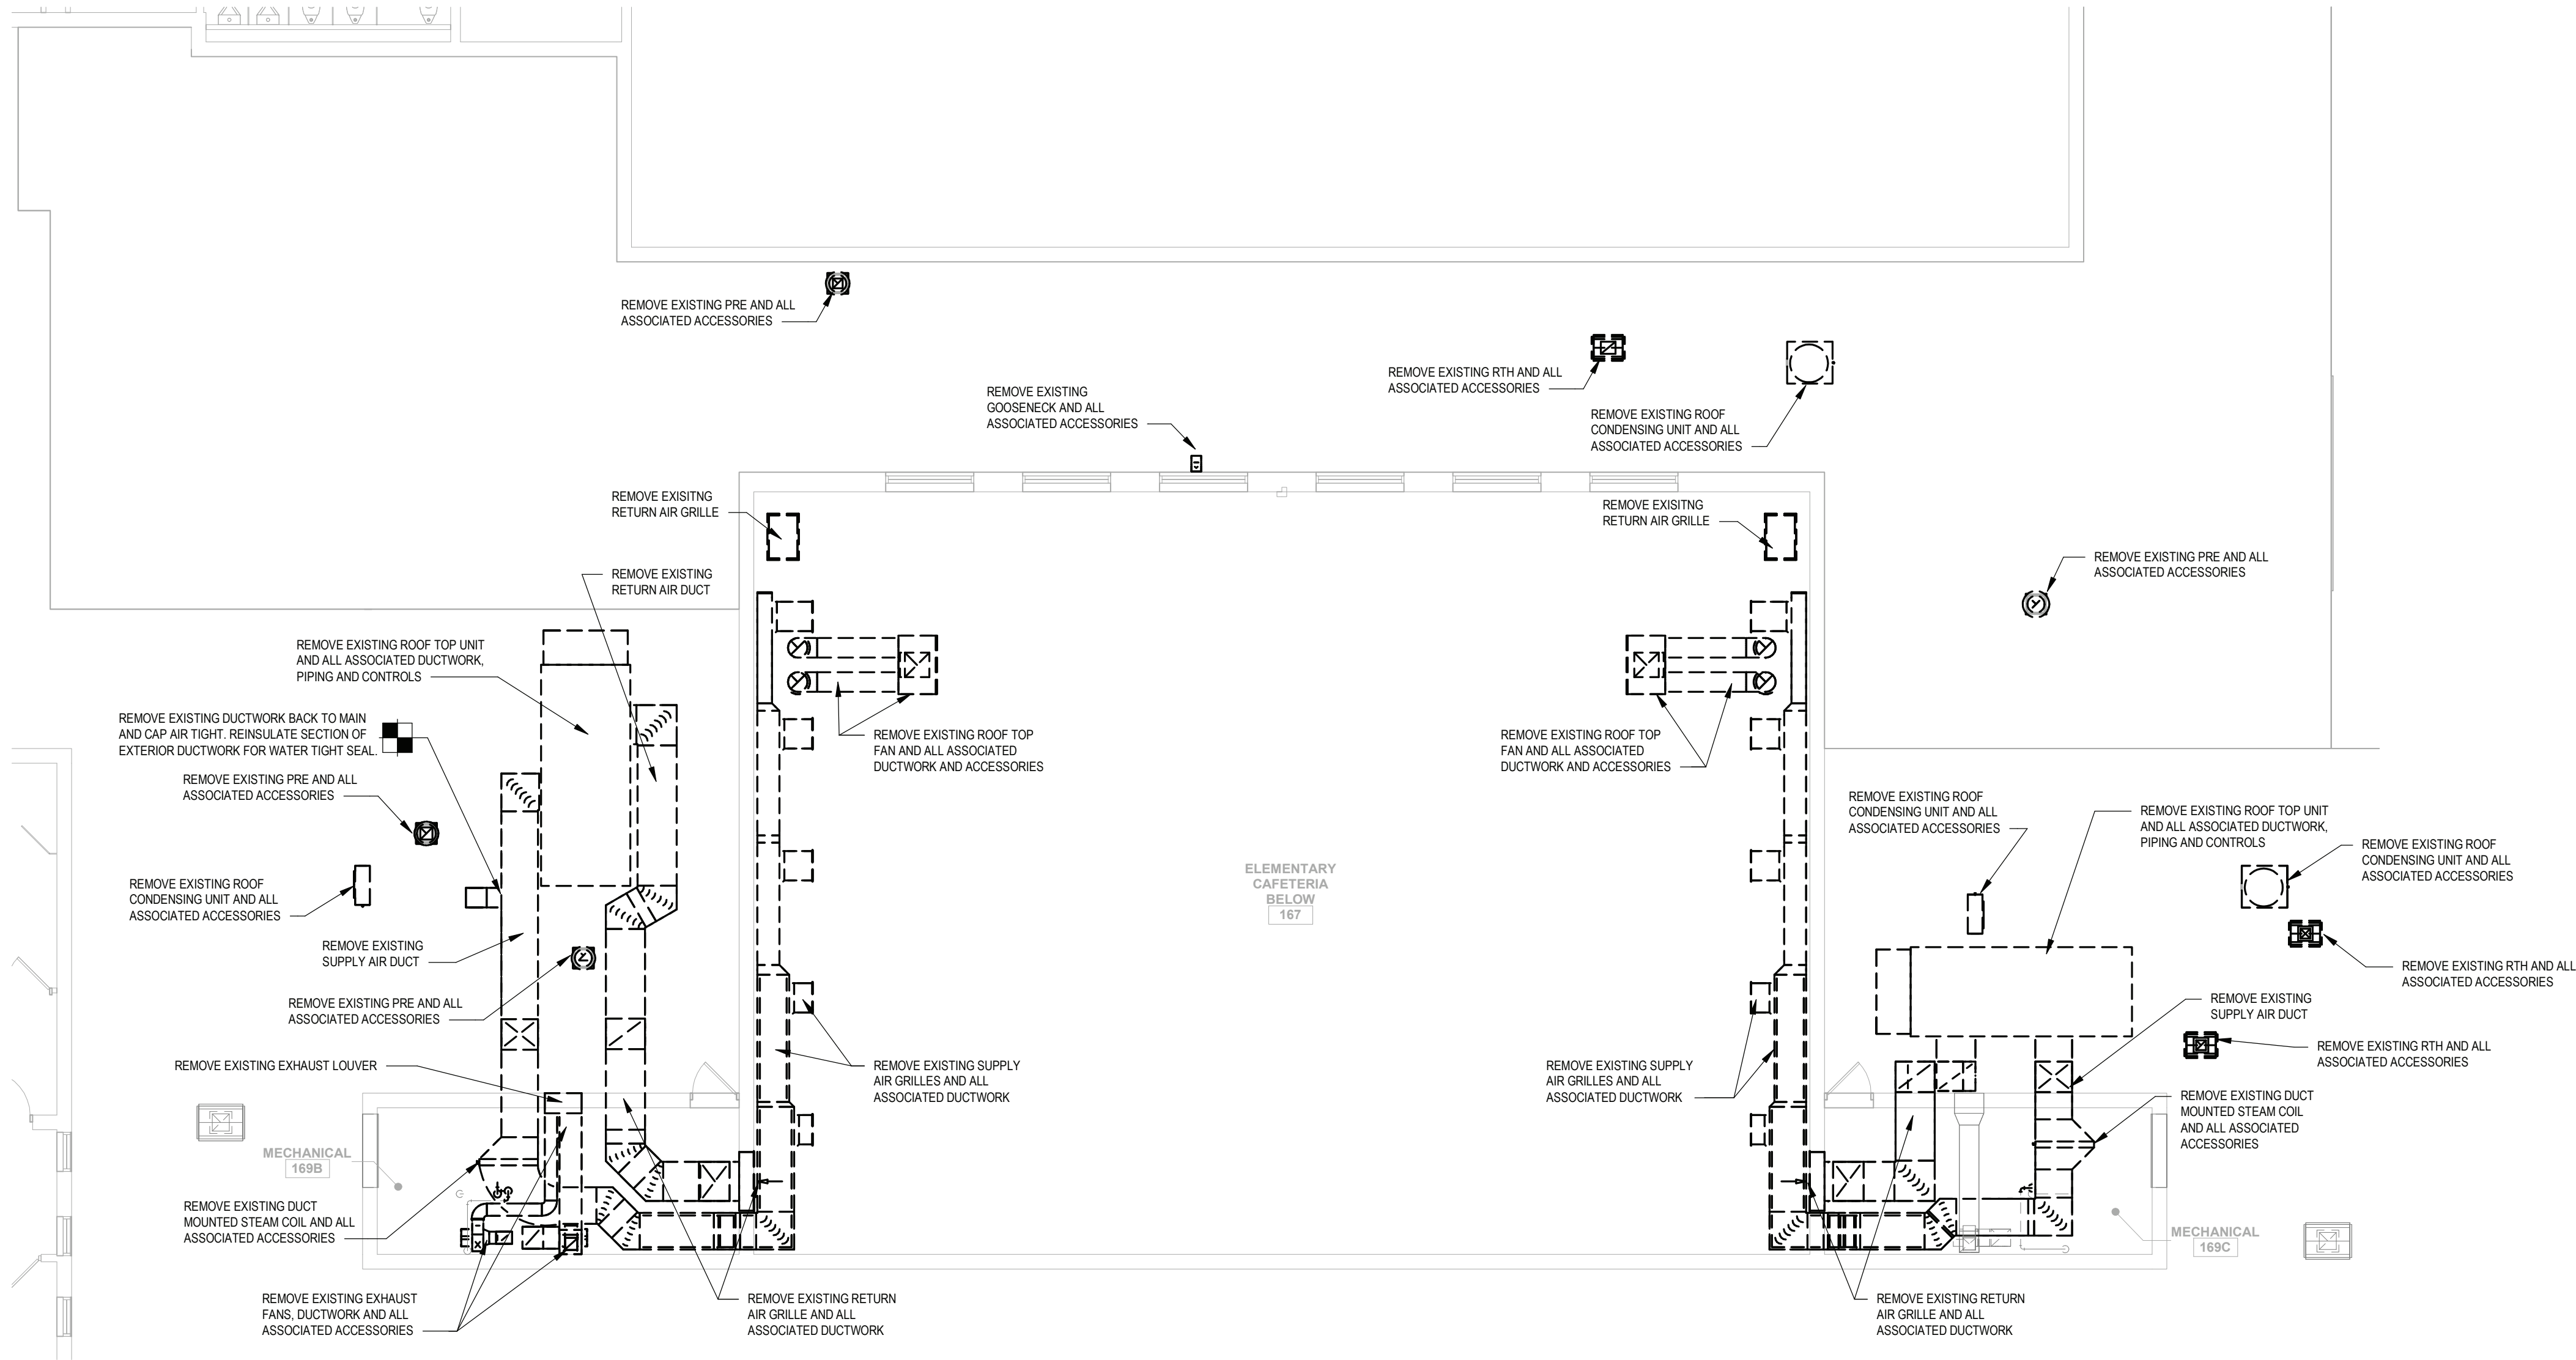 REMOVE EXISTING PRE AND ALL
ASSOCIATED ACCESSORIES
REMOVE EXISTING RTH AND ALL
ASSOCIATED ACCESSORIES
REMOVE EXISTING
GOOSENECK AND ALL
ASSOCIATED ACCESSORIES
REMOVE EXISTING ROOF
CONDENSING UNIT AND ALL
ASSOCIATED ACCESSORIES
REMOVE EXISITNG
RETURN AIR GRILLE
REMOVE EXISITNG
RETURN AIR GRILLE
REMOVE EXISTING PRE AND ALL
ASSOCIATED ACCESSORIES
REMOVE EXISTING
RETURN AIR DUCT
REMOVE EXISTING ROOF TOP UNIT
AND ALL ASSOCIATED DUCTWORK,
PIPING AND CONTROLS
REMOVE EXISTING DUCTWORK BACK TO MAIN
AND CAP AIR TIGHT. REINSULATE SECTION OF
EXTERIOR DUCTWORK FOR WATER TIGHT SEAL.
REMOVE EXISTING ROOF TOP
FAN AND ALL ASSOCIATED
DUCTWORK AND ACCESSORIES
REMOVE EXISTING ROOF TOP
FAN AND ALL ASSOCIATED
DUCTWORK AND ACCESSORIES
REMOVE EXISTING PRE AND ALL
ASSOCIATED ACCESSORIES
REMOVE EXISTING ROOF
CONDENSING UNIT AND ALL
ASSOCIATED ACCESSORIES
REMOVE EXISTING ROOF TOP UNIT
AND ALL ASSOCIATED DUCTWORK,
PIPING AND CONTROLS
REMOVE EXISTING ROOF
CONDENSING UNIT AND ALL
ASSOCIATED ACCESSORIES
ELEMENTARY
CAFETERIA
BELOW
167
REMOVE EXISTING ROOF
CONDENSING UNIT AND ALL
ASSOCIATED ACCESSORIES
REMOVE EXISTING
SUPPLY AIR DUCT
REMOVE EXISTING RTH AND ALL
ASSOCIATED ACCESSORIES
REMOVE EXISTING PRE AND ALL
ASSOCIATED ACCESSORIES
REMOVE EXISTING
SUPPLY AIR DUCT
REMOVE EXISTING EXHAUST LOUVER
REMOVE EXISTING SUPPLY
AIR GRILLES AND ALL
ASSOCIATED DUCTWORK
REMOVE EXISTING SUPPLY
AIR GRILLES AND ALL
ASSOCIATED DUCTWORK
REMOVE EXISTING RTH AND ALL
ASSOCIATED ACCESSORIES
REMOVE EXISTING DUCT
MOUNTED STEAM COIL
AND ALL ASSOCIATED
ACCESSORIES
MECHANICAL
169B
REMOVE EXISTING DUCT
MOUNTED STEAM COIL AND ALL
ASSOCIATED ACCESSORIES
MECHANICAL
169C
REMOVE EXISTING EXHAUST
FANS, DUCTWORK AND ALL
ASSOCIATED ACCESSORIES
REMOVE EXISTING RETURN
AIR GRILLE AND ALL
ASSOCIATED DUCTWORK
REMOVE EXISTING RETURN
AIR GRILLE AND ALL
ASSOCIATED DUCTWORK